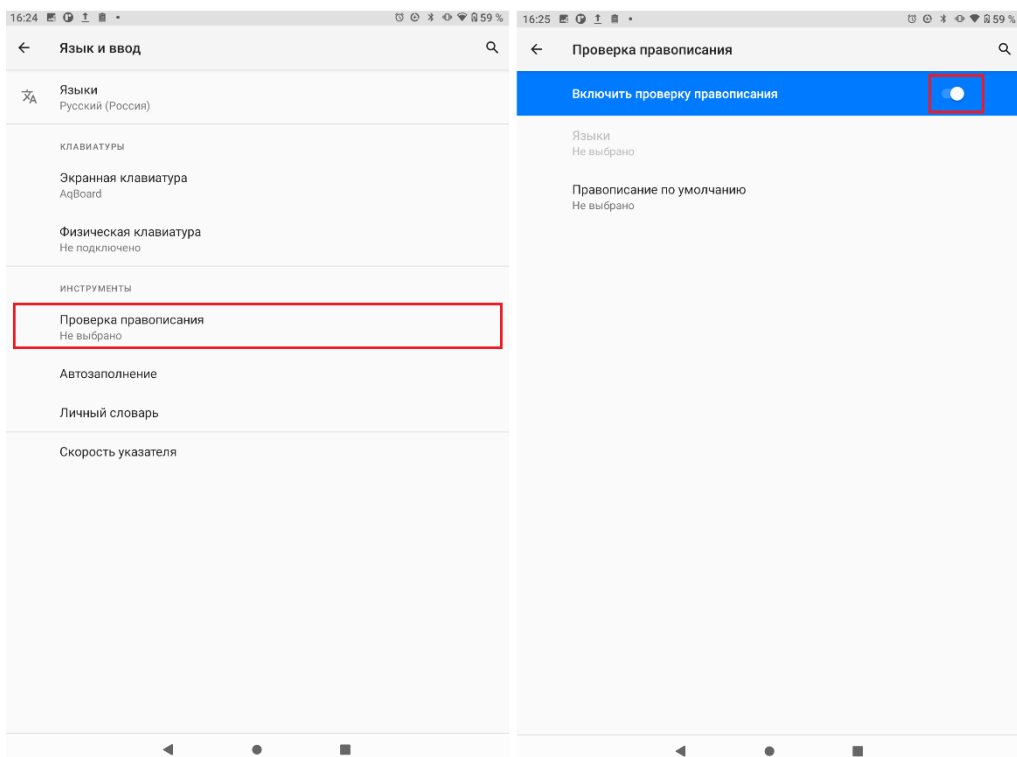 16:24
59 %
Язык и ввод
Языки
Русский (Россия)
КЛАВИАТУРЫ
Экранная клавиатура
AqBoard
Физическая клавиатура
Не подключено
ИНСТРУМЕНТЫ
Проверка правописания
Не выбрано
Автозаполнение
Личный словарь
Скорость указателя
16:25
59 %
Проверка правописания
Включить проверку правописания
Языки
Не выбрано
Правописание по умолчанию
Не выбрано